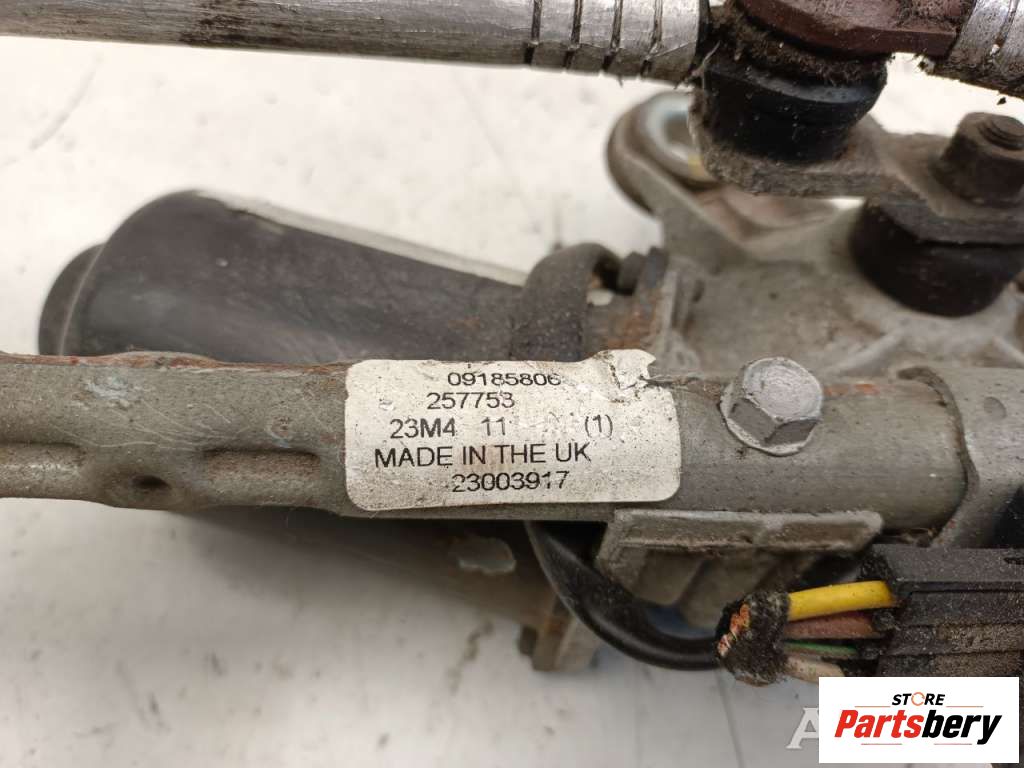 09185806
257753
23M4 11 (1)
MADE IN THE UK
23003917
STORE
Partsbery